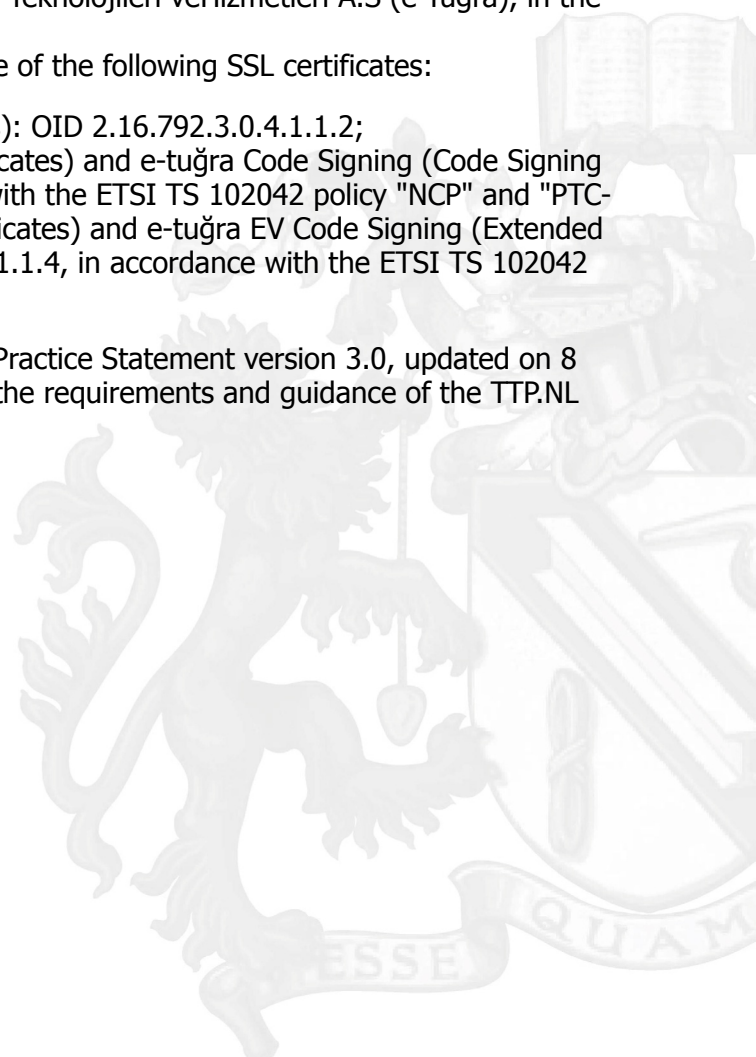 Teknolojileri veHizmetleri A.S (e-Tuğra), in the
e of the following SSL certificates:
): OID 2.16.792.3.0.4.1.1.2;
cates) and e-tuğra Code Signing (Code Signing
with the ETSI TS 102042 policy "NCP" and "PTC-
ficates) and e-tuğra EV Code Signing (Extended
1.1.4, in accordance with the ETSI TS 102042
Practice Statement version 3.0, updated on 8
the requirements and guidance of the TTP.NL
ESSE QUAM